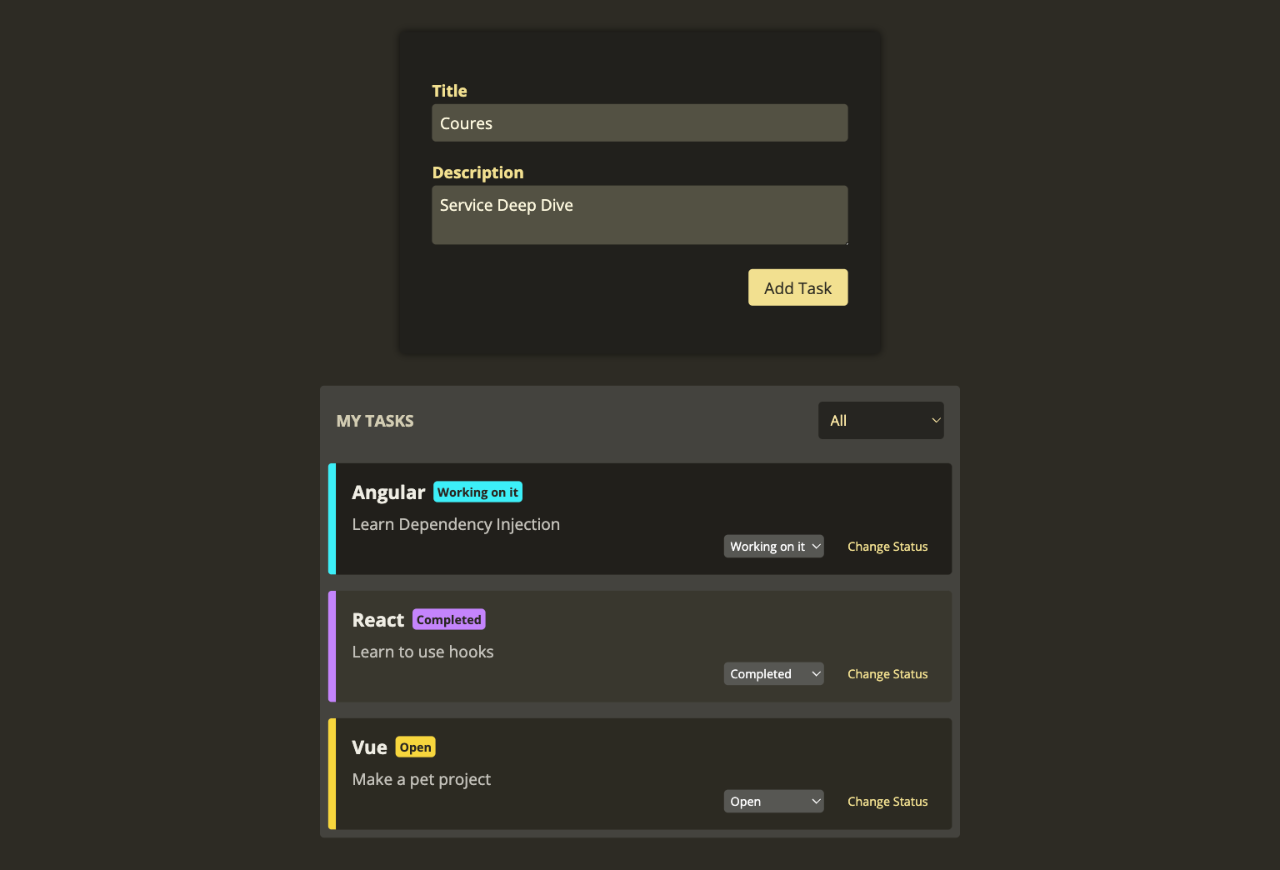 Title
Coures
Description
Service Deep Dive
Add Task
MY TASKS
All
Angular Working on it
Learn Dependency Injection
Working on it Change Status
React Completed
Learn to use hooks
Completed Change Status
Vue Open
Make a pet project
Open Change Status